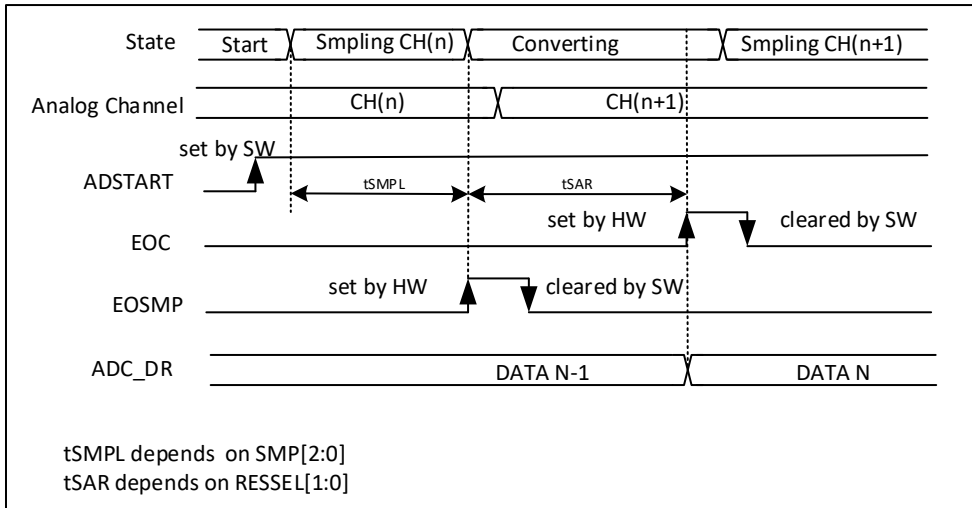 State Start Smpling CH(n) Converting Smpling CH(n+1)
Analog Channel CH(n) CH(n+1)
set by SW
ADSTART tSMPL tSAR
set by HW cleared by SW
EOC
set by HW cleared by SW
EOSMP
ADC_DR DATA N-1 DATA N
tSMPL depends on SMP[2:0]
tSAR depends on RESSEL[1:0]